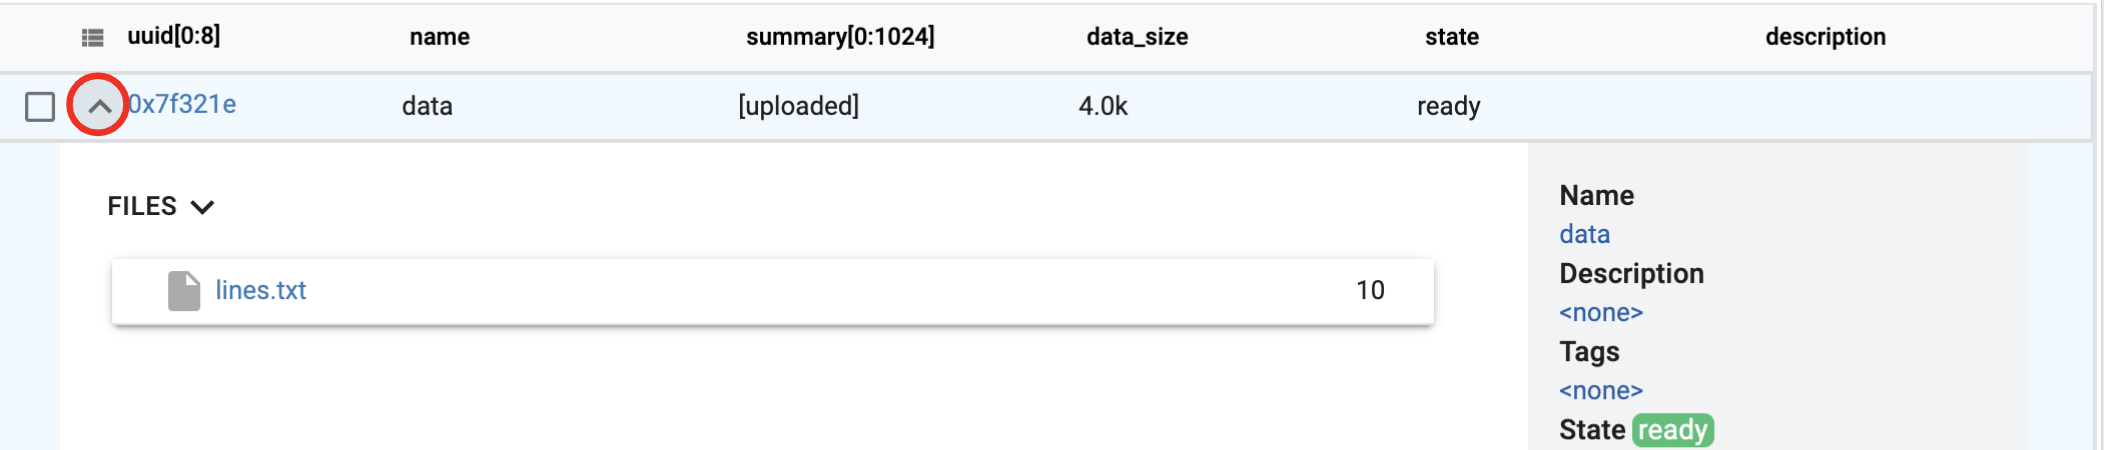 uuid[0:8] name summary[0:1024] data_size state description
0x7f321e data [uploaded] 4.0k ready
FILES
lines.txt 10
Name
data
Description
<none>
Tags
<none>
State ready